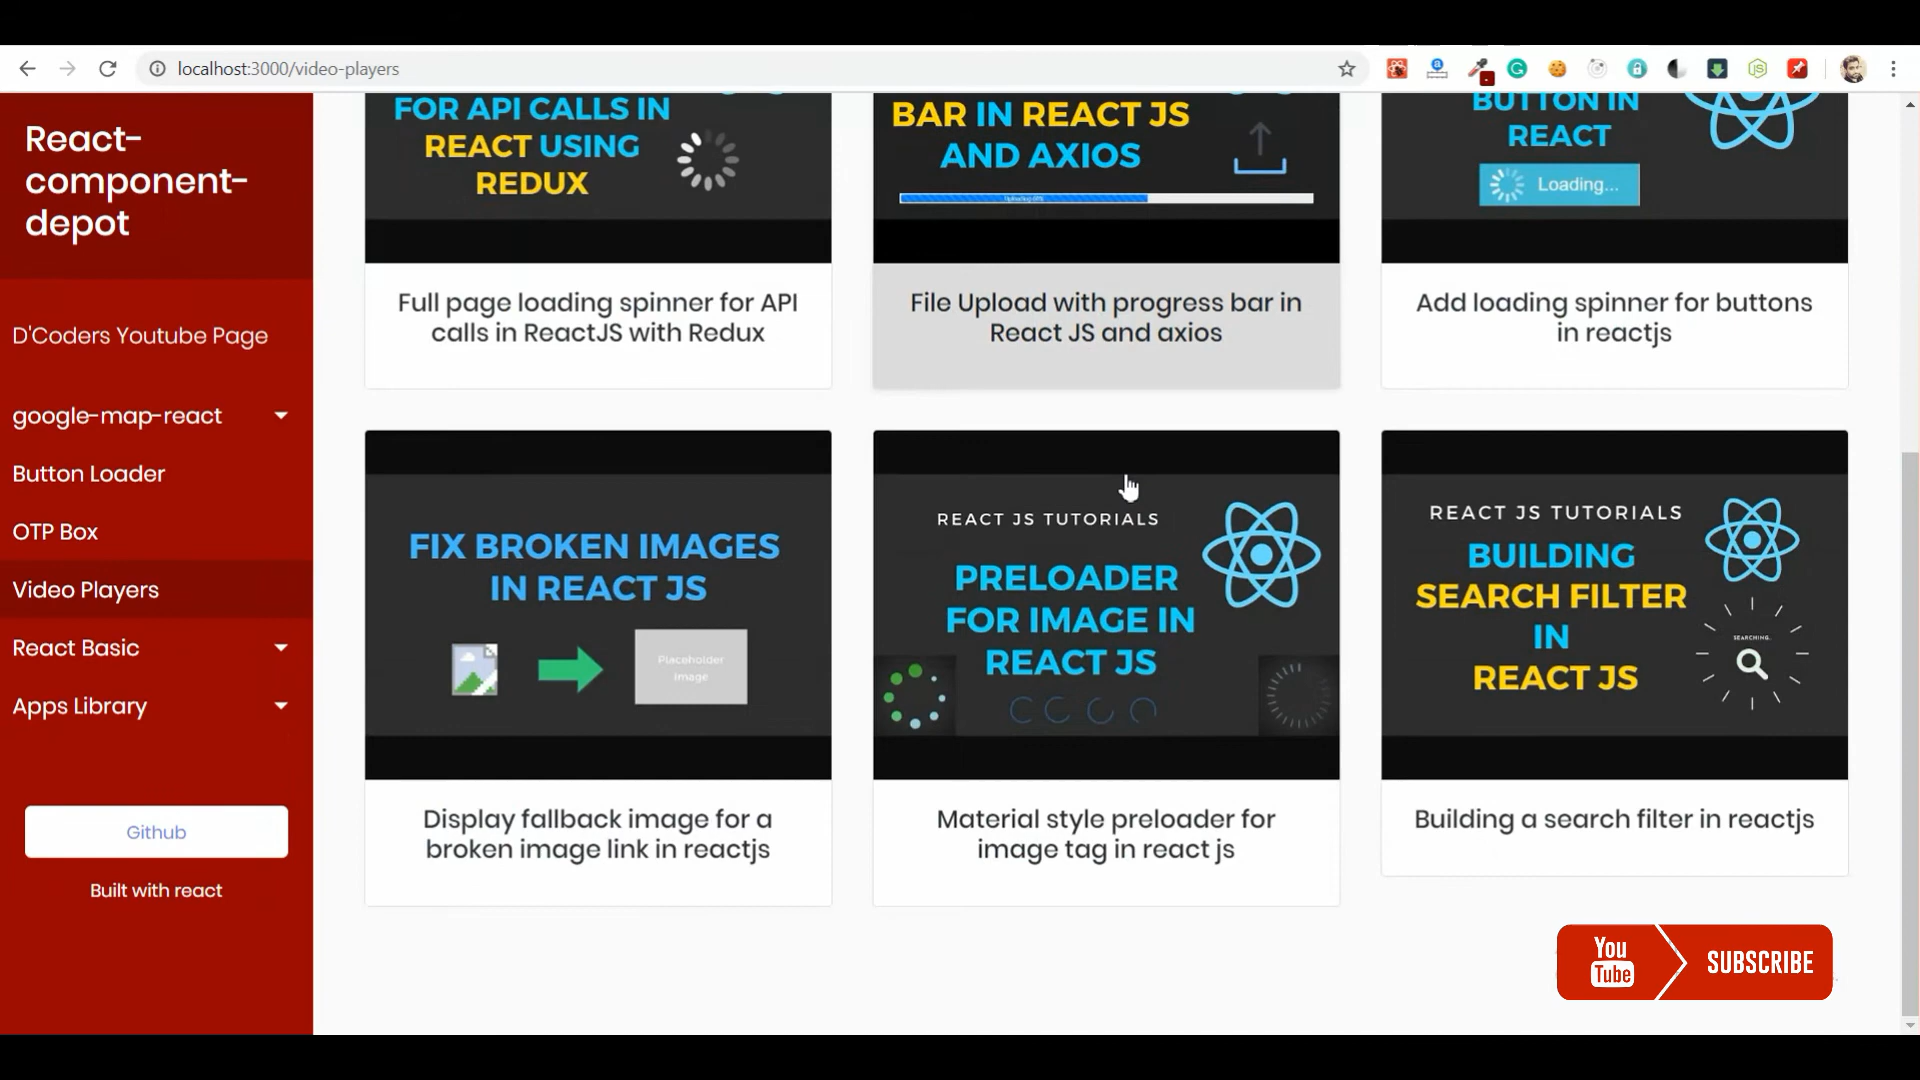 localhost:3000/video-players
React-
component-
depot
D'Coders Youtube Page
google-map-react
Button Loader
OTP Box
Video Players
React Basic
Apps Library
Github
Built with react
FOR API CALLS IN
REACT USING
REDUX
Full page loading spinner for API
calls in ReactJS with Redux
BAR IN REACT JS
AND AXIOS
File Upload with progress bar in
React JS and axios
BUTTON IN
REACT
Loading...
Add loading spinner for buttons
in reactjs
FIX BROKEN IMAGES
IN REACT JS
Placeholder
Image
Display fallback image for a
broken image link in reactjs
REACT JS TUTORIALS
PRELOADER
FOR IMAGE IN
REACT JS
Material style preloader for
image tag in react js
REACT JS TUTORIALS
BUILDING
SEARCH FILTER
IN
REACT JS
SEARCHING..
Building a search filter in reactjs
You
Tube
SUBSCRIBE